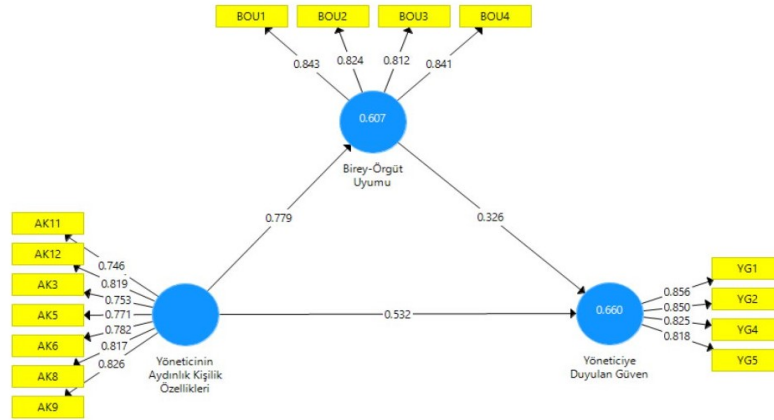 BOU1
BOU2
BOU3
BOU4
0.843
0.824
0.812
0.841
0.607
Birey-Örgüt
Uyumu
0.779
0.326
AK11
AK12
AK3
AK5
AK6
AK8
AK9
0.746
0.819
0.753
0.771
0.782
0.817
0.826
Yöneticinin
Aydınlık Kişilik
Özellikleri
0.532
0.660
Yöneticiye
Duyulan Güven
0.856
0.850
0.825
0.818
YG1
YG2
YG4
YG5